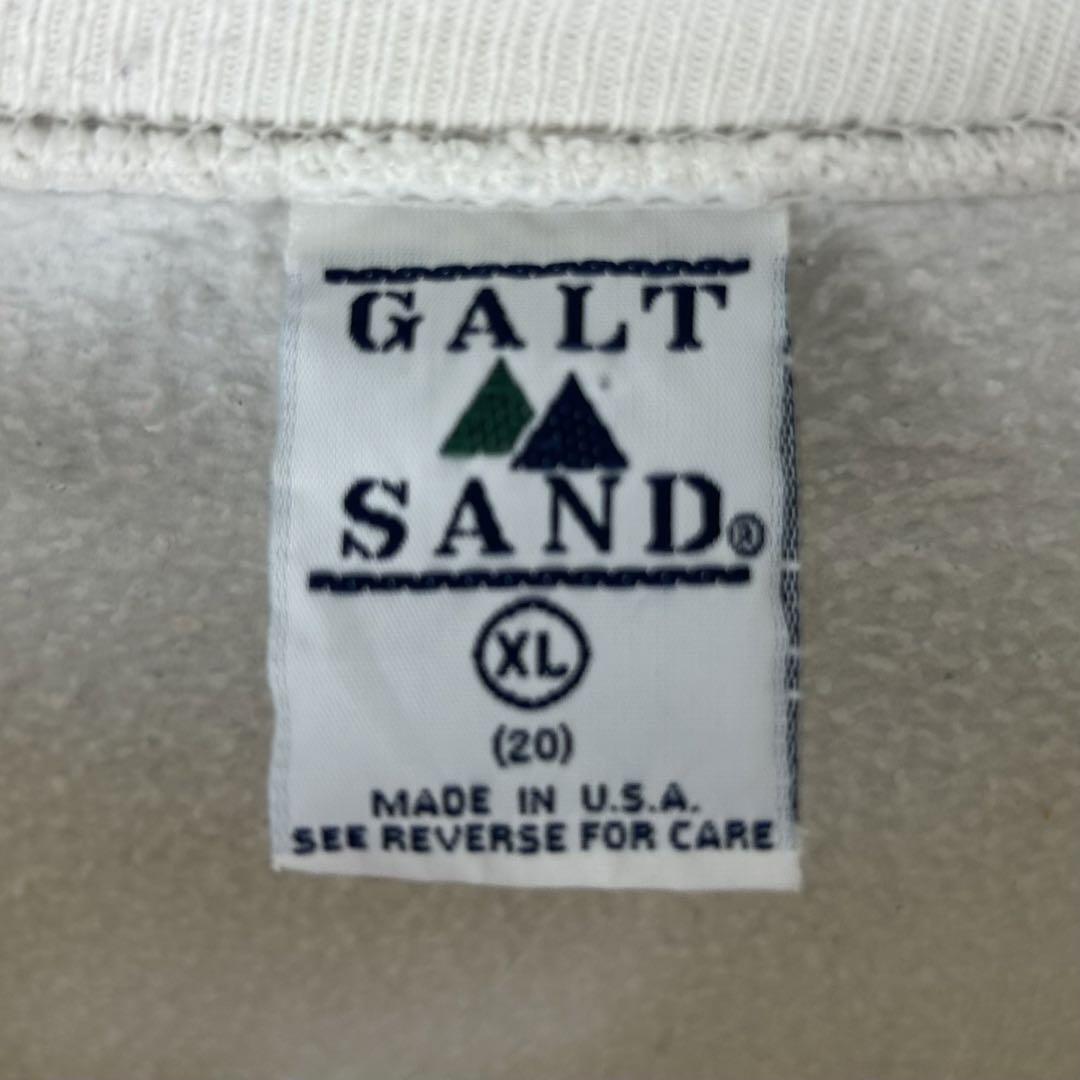 GALT
SAND®
XL
(20)
MADE IN U.S.A.
SEE REVERSE FOR CARE